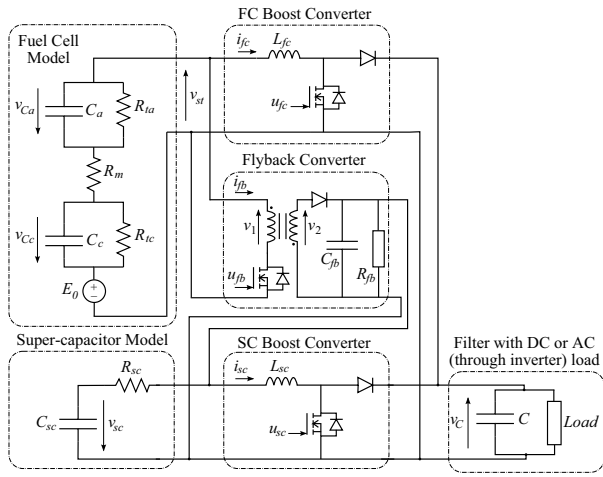 FC Boost Converter
Fuel Cell
Model
i_fc
L_fc
v_Ca
C_a
R_ta
v_st
u_fc
R_m
Flyback Converter
i_fb
v_Cc
C_c
R_tc
v_1
v_2
C_fb
R_fb
u_fb
E_0
+
−
Super-capacitor Model
SC Boost Converter
Filter with DC or AC
(through inverter) load
R_sc
i_sc
L_sc
C_sc
v_sc
u_sc
v_C
C
Load